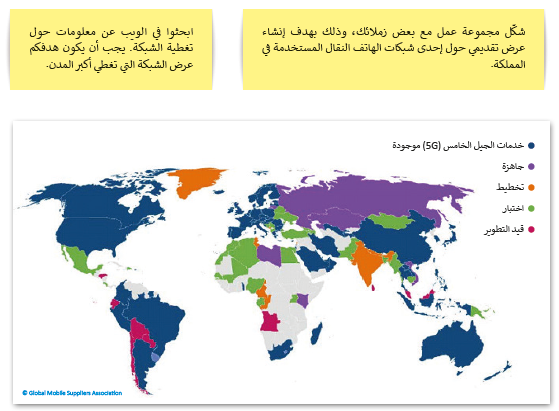 شكّل مجموعة عمل مع بعض زملائك، وذلك بهدف إنشاء
عرض تقديمي حول إحدى شبكات الهاتف النقال المستخدمة في
المملكة.
ابحثوا في الويب عن معلومات حول
تغطية الشبكة. يجب أن يكون هدفكم
عرض الشبكة التي تغطي أكبر المدن.
خدمات الجيل الخامس (5G) موجودة
جاهزة
تخطيط
اختبار
قيد التطوير
© Global Mobile Suppliers Association